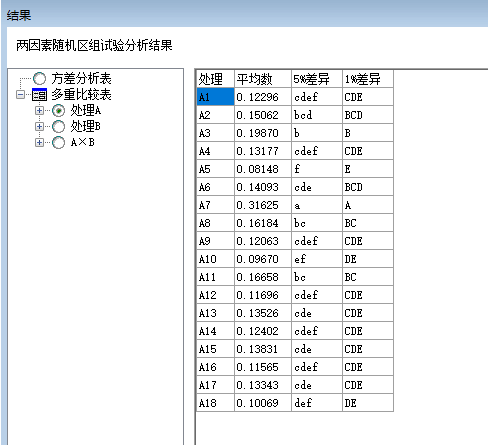 结果
两因素随机区组试验分析结果
方差分析表
多重比较表
处理A
处理B
A×B
处理 平均数 5%差异 1%差异
A1 0.12296 cdef CDE
A2 0.15062 bcd BCD
A3 0.19870 b B
A4 0.13177 cdef CDE
A5 0.08148 f E
A6 0.14093 cde BCD
A7 0.31625 a A
A8 0.16184 bc BC
A9 0.12063 cdef CDE
A10 0.09670 ef DE
A11 0.16658 bc BC
A12 0.11696 cdef CDE
A13 0.13526 cde CDE
A14 0.12402 cdef CDE
A15 0.13831 cde CDE
A16 0.11565 cdef CDE
A17 0.13343 cde CDE
A18 0.10069 def DE